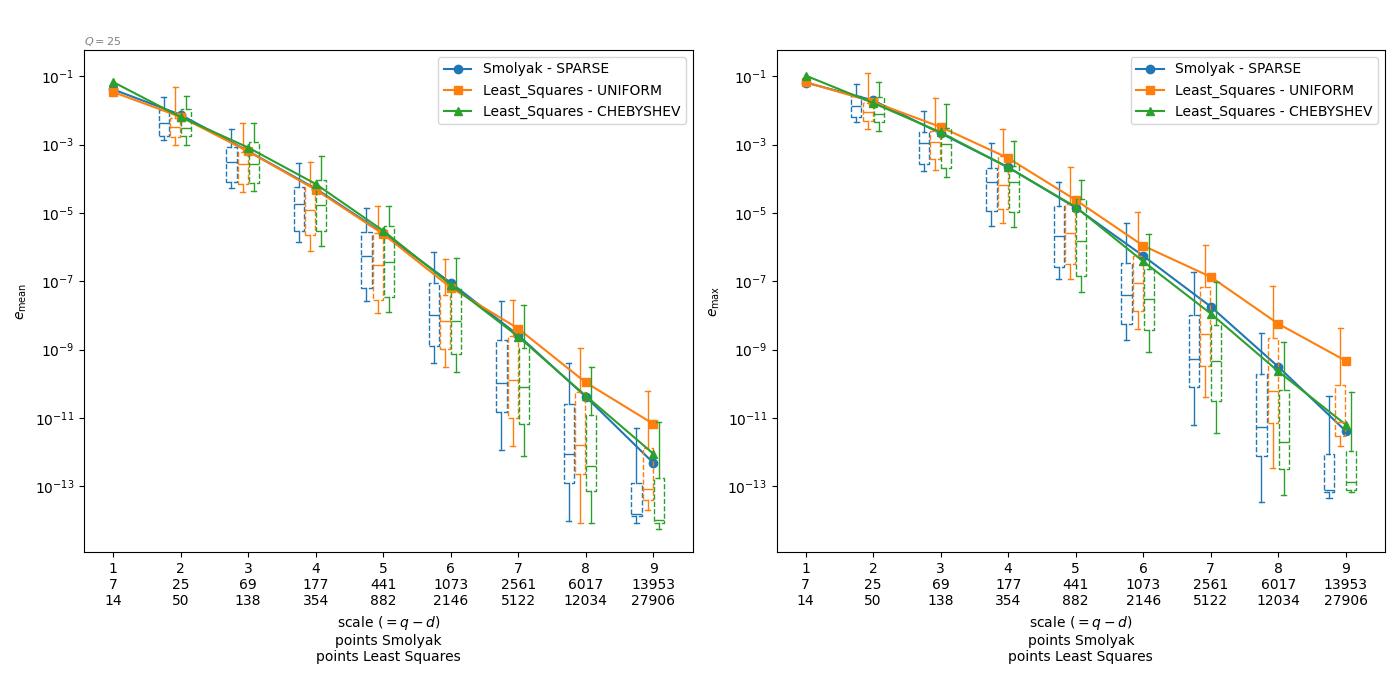 Q = 25
Smolyak - SPARSE
Least_Squares - UNIFORM
Least_Squares - CHEBYSHEV
10⁻¹
10⁻³
10⁻⁵
10⁻⁷
10⁻⁹
10⁻¹¹
10⁻¹³
e_mean
1 2 3 4 5 6 7 8 9
7 25 69 177 441 1073 2561 6017 13953
14 50 138 354 882 2146 5122 12034 27906
scale (= q − d)
points Smolyak
points Least Squares
Smolyak - SPARSE
Least_Squares - UNIFORM
Least_Squares - CHEBYSHEV
10⁻¹
10⁻³
10⁻⁵
10⁻⁷
10⁻⁹
10⁻¹¹
10⁻¹³
e_max
1 2 3 4 5 6 7 8 9
7 25 69 177 441 1073 2561 6017 13953
14 50 138 354 882 2146 5122 12034 27906
scale (= q − d)
points Smolyak
points Least Squares